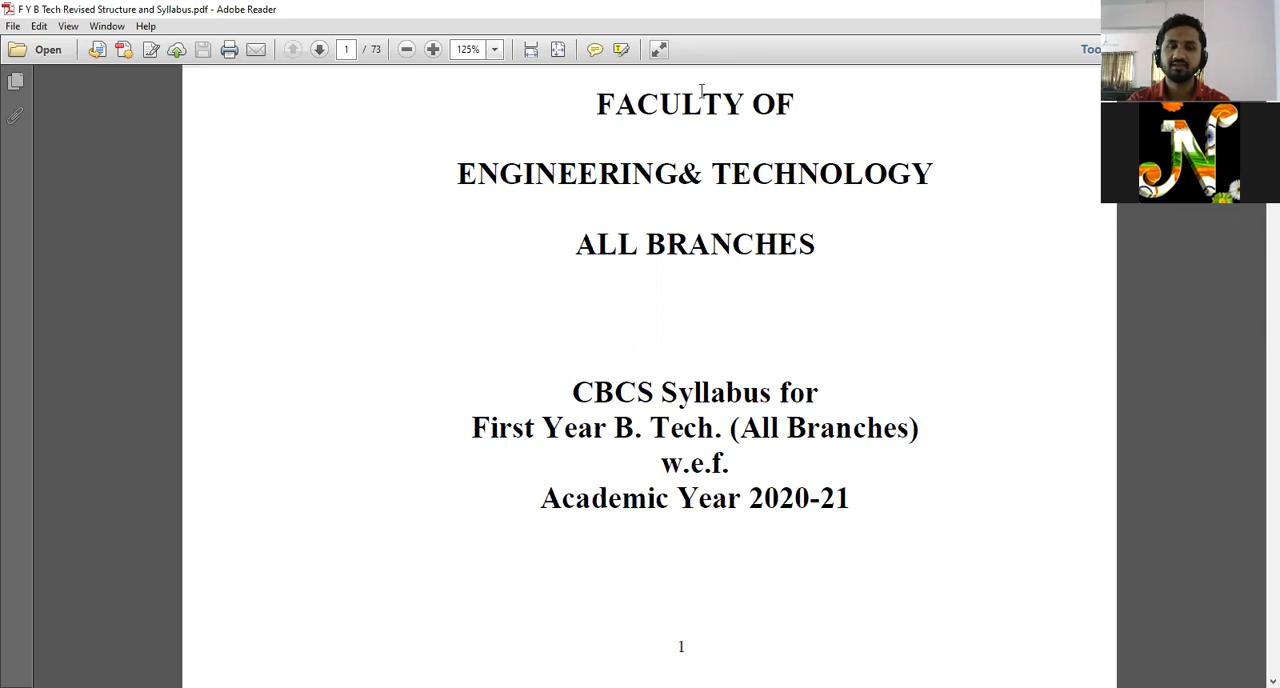 F Y B Tech Revised Structure and Syllabus.pdf - Adobe Reader
File Edit View Window Help
Open 1 / 73 125%
FACULTY OF
ENGINEERING& TECHNOLOGY
ALL BRANCHES
CBCS Syllabus for
First Year B. Tech. (All Branches)
w.e.f.
Academic Year 2020-21
1
N